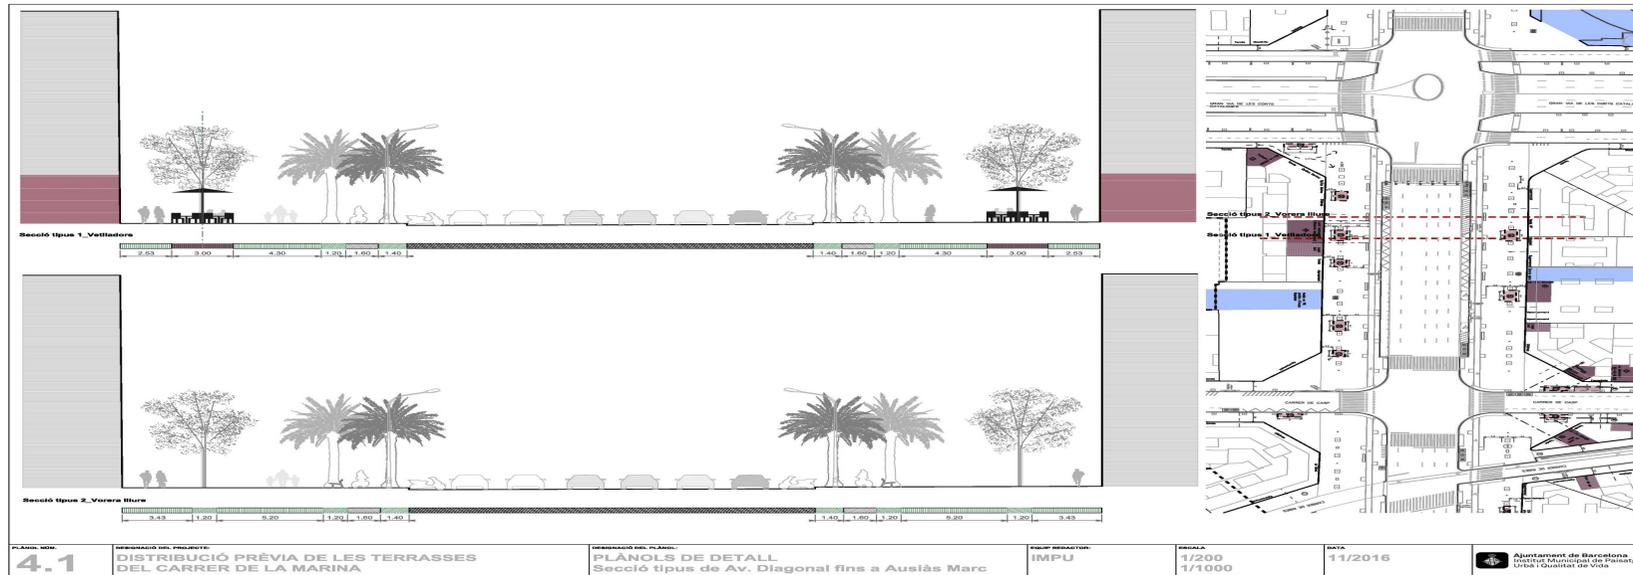 Secció tipus 1_Vetlladors
2.53 3.00 4.30 1.20 1.60 1.40 1.40 1.60 1.20 4.30 3.00 2.53
Secció tipus 2_Vorera lliure
3.43 1.20 5.20 1.20 1.60 1.40 1.40 1.60 1.20 5.20 1.20 3.43
GRAN VIA DE LES CORTS
Secció tipus 2_Vorera lliure
Secció tipus 1_Vetlladors
CARRER DE CASP CARRER DE CASP
PLÀNOL NÚM.
4.1
DESIGNACIÓ DEL PROJECTE:
DISTRIBUCIÓ PRÈVIA DE LES TERRASSES
DEL CARRER DE LA MARINA
DESIGNACIÓ DEL PLÀNOL:
PLÀNOLS DE DETALL
Secció tipus de Av. Diagonal fins a Ausiàs Marc
EQUIP REDACTOR:
IMPU
ESCALA
1/200
1/1000
DATA
11/2016
Ajuntament de Barcelona
Institut Municipal de Paisatg
Urbà i Qualitat de Vida